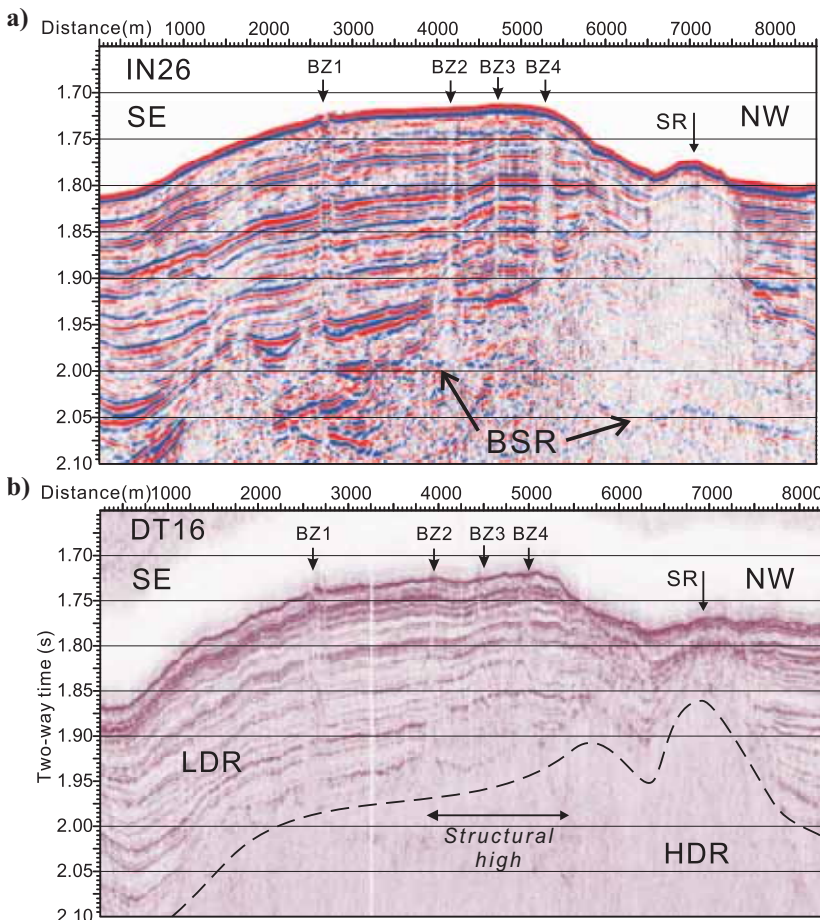 a)
Distance(m) 1000 2000 3000 4000 5000 6000 7000 8000
IN26
BZ1 BZ2 BZ3 BZ4
1.70
SE SR NW
1.75
1.80
1.85
1.90
1.95
2.00
2.05
BSR
2.10
b)
Distance(m) 1000 2000 3000 4000 5000 6000 7000 8000
DT16
BZ1 BZ2 BZ3 BZ4
1.70
SE SR NW
1.75
1.80
1.85
1.90
LDR
1.95
2.00
Structural
high
HDR
2.05
2.10
Two-way time (s)